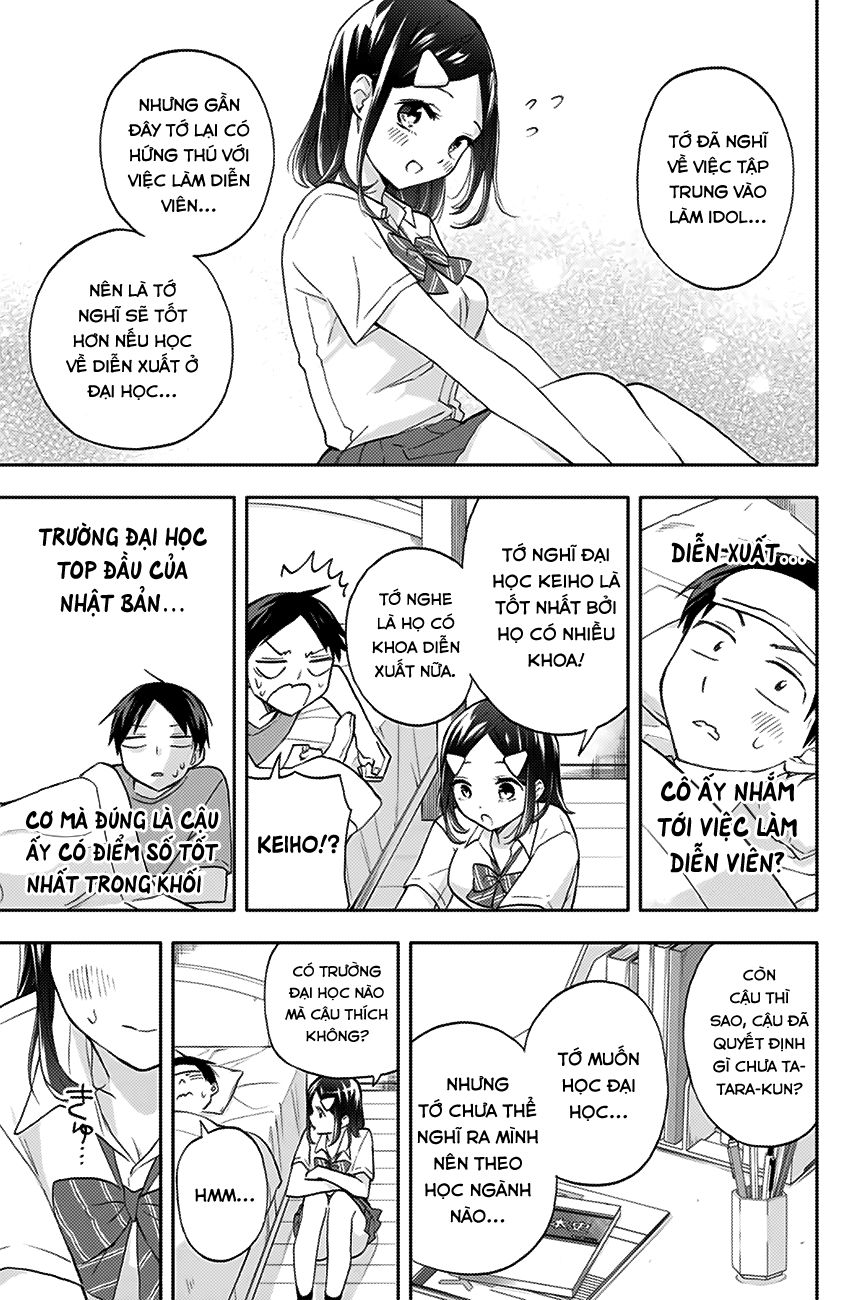 TỚ ĐÃ NGHĨ
VỀ VIỆC TẬP
TRUNG VÀO
LÀM IDOL...
NHƯNG GẦN
ĐÂY TỚ LẠI CÓ
HỨNG THÚ VỚI
VIỆC LÀM DIỄN
VIÊN...
NÊN LÀ TỚ
NGHĨ SẼ TỐT
HƠN NẾU HỌC
VỀ DIỄN XUẤT Ở
ĐẠI HỌC...
DIỄN XUẤT...
CÔ ẤY NHẮM
TỚI VIỆC LÀM
DIỄN VIÊN?
TỚ NGHĨ ĐẠI
HỌC KEIHO LÀ
TỐT NHẤT BỞI
HỌ CÓ NHIỀU
KHOA!
TỚ NGHE
LÀ HỌ CÓ
KHOA DIỄN
XUẤT NỮA.
KEIHO!?
TRƯỜNG ĐẠI HỌC
TOP ĐẦU CỦA
NHẬT BẢN...
CƠ MÀ ĐÚNG LÀ CẬU
ẤY CÓ ĐIỂM SỐ TỐT
NHẤT TRONG KHỐI
CÒN
CẬU THÌ
SAO, CẬU ĐÃ
QUYẾT ĐỊNH
GÌ CHƯA TA-
TARA-KUN?
TỚ MUỐN
HỌC ĐẠI
HỌC...
NHƯNG
TỚ CHƯA THỂ
NGHĨ RA MÌNH
NÊN THEO
HỌC NGÀNH
NÀO...
CÓ TRƯỜNG
ĐẠI HỌC NÀO
MÀ CẬU THÍCH
KHÔNG?
HMM...
きゅ...